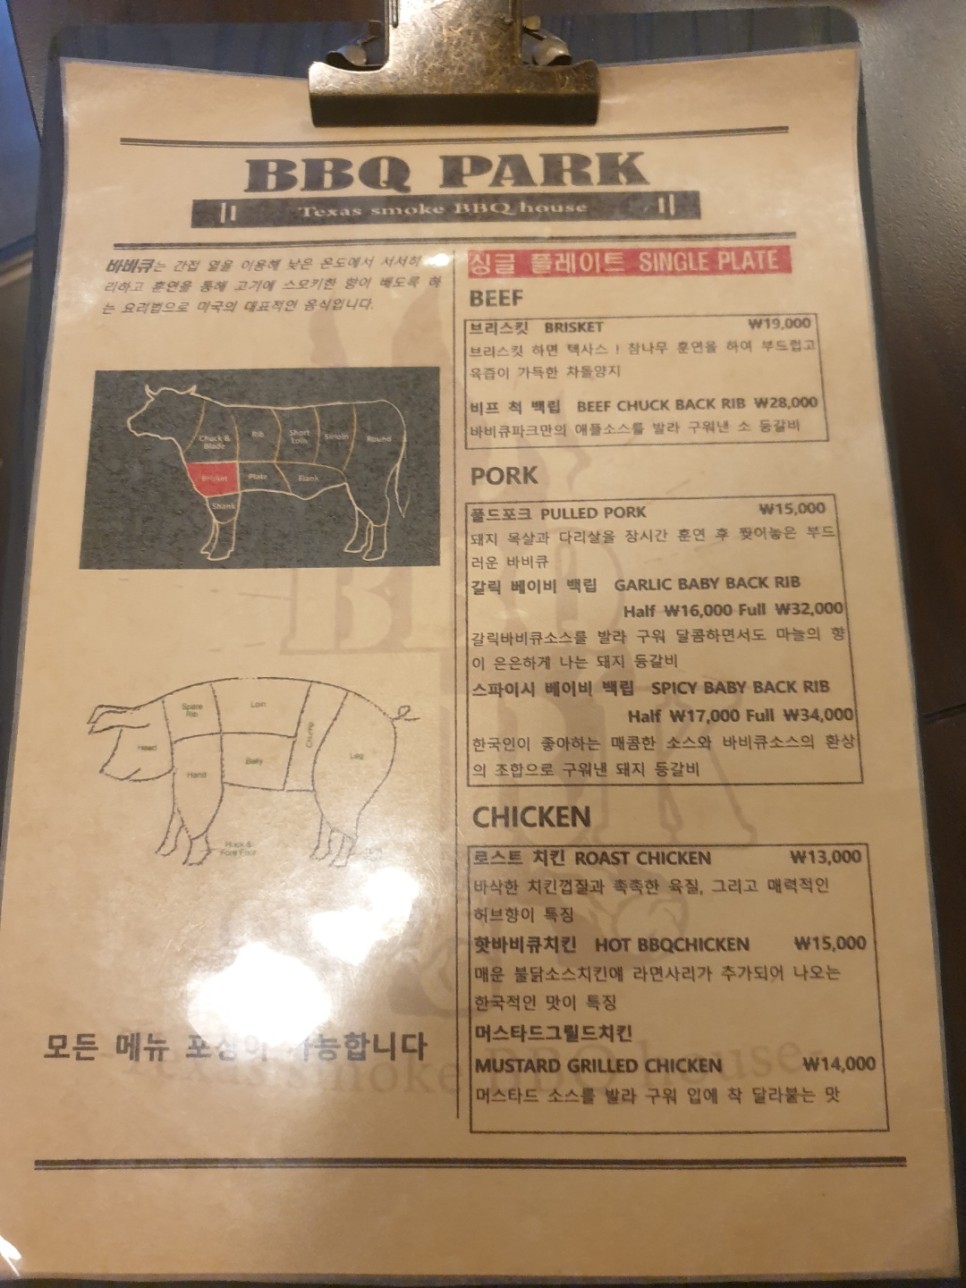 BBQ PARK
Texas smoke BBQ house
바비큐는 간접 열을 이용해 낮은 온도에서 서서히
리하고 훈연을 통해 고기에 스모키한 향이 배도록 하
는 요리법으로 미국의 대표적인 음식입니다.
Chuck &
Blade
Rib
Short
Loin
Sirloin
Round
Brisket
Plate
Flank
Shank
Spare
Rib
Loin
Head
Hand
Belly
Chump
Leg
모든 메뉴 포장이 가능합니다
싱글 플레이트 SINGLE PLATE
BEEF
브리스킷 BRISKET ₩19,000
브리스킷 하면 텍사스 ! 참나무 훈연을 하여 부드럽고
육즙이 가득한 차돌양지
비프 척 백립 BEEF CHUCK BACK RIB ₩28,000
바비큐파크만의 애플소스를 발라 구워낸 소 등갈비
PORK
풀드포크 PULLED PORK ₩15,000
돼지 목살과 다리살을 장시간 훈연 후 찢어놓은 부드
러운 바비큐
갈릭 베이비 백립 GARLIC BABY BACK RIB
Half ₩16,000 Full ₩32,000
갈릭바비큐소스를 발라 구워 달콤하면서도 마늘의 향
이 은은하게 나는 돼지 등갈비
스파이시 베이비 백립 SPICY BABY BACK RIB
Half ₩17,000 Full ₩34,000
한국인이 좋아하는 매콤한 소스와 바비큐소스의 환상
의 조합으로 구워낸 돼지 등갈비
CHICKEN
로스트 치킨 ROAST CHICKEN ₩13,000
바삭한 치킨껍질과 촉촉한 육질, 그리고 매력적인
허브향이 특징
핫바비큐치킨 HOT BBQCHICKEN ₩15,000
매운 불닭소스치킨에 라면사리가 추가되어 나오는
한국적인 맛이 특징
머스타드그릴드치킨
MUSTARD GRILLED CHICKEN ₩14,000
머스타드 소스를 발라 구워 입에 착 달라붙는 맛
Texas smoke BBQ house